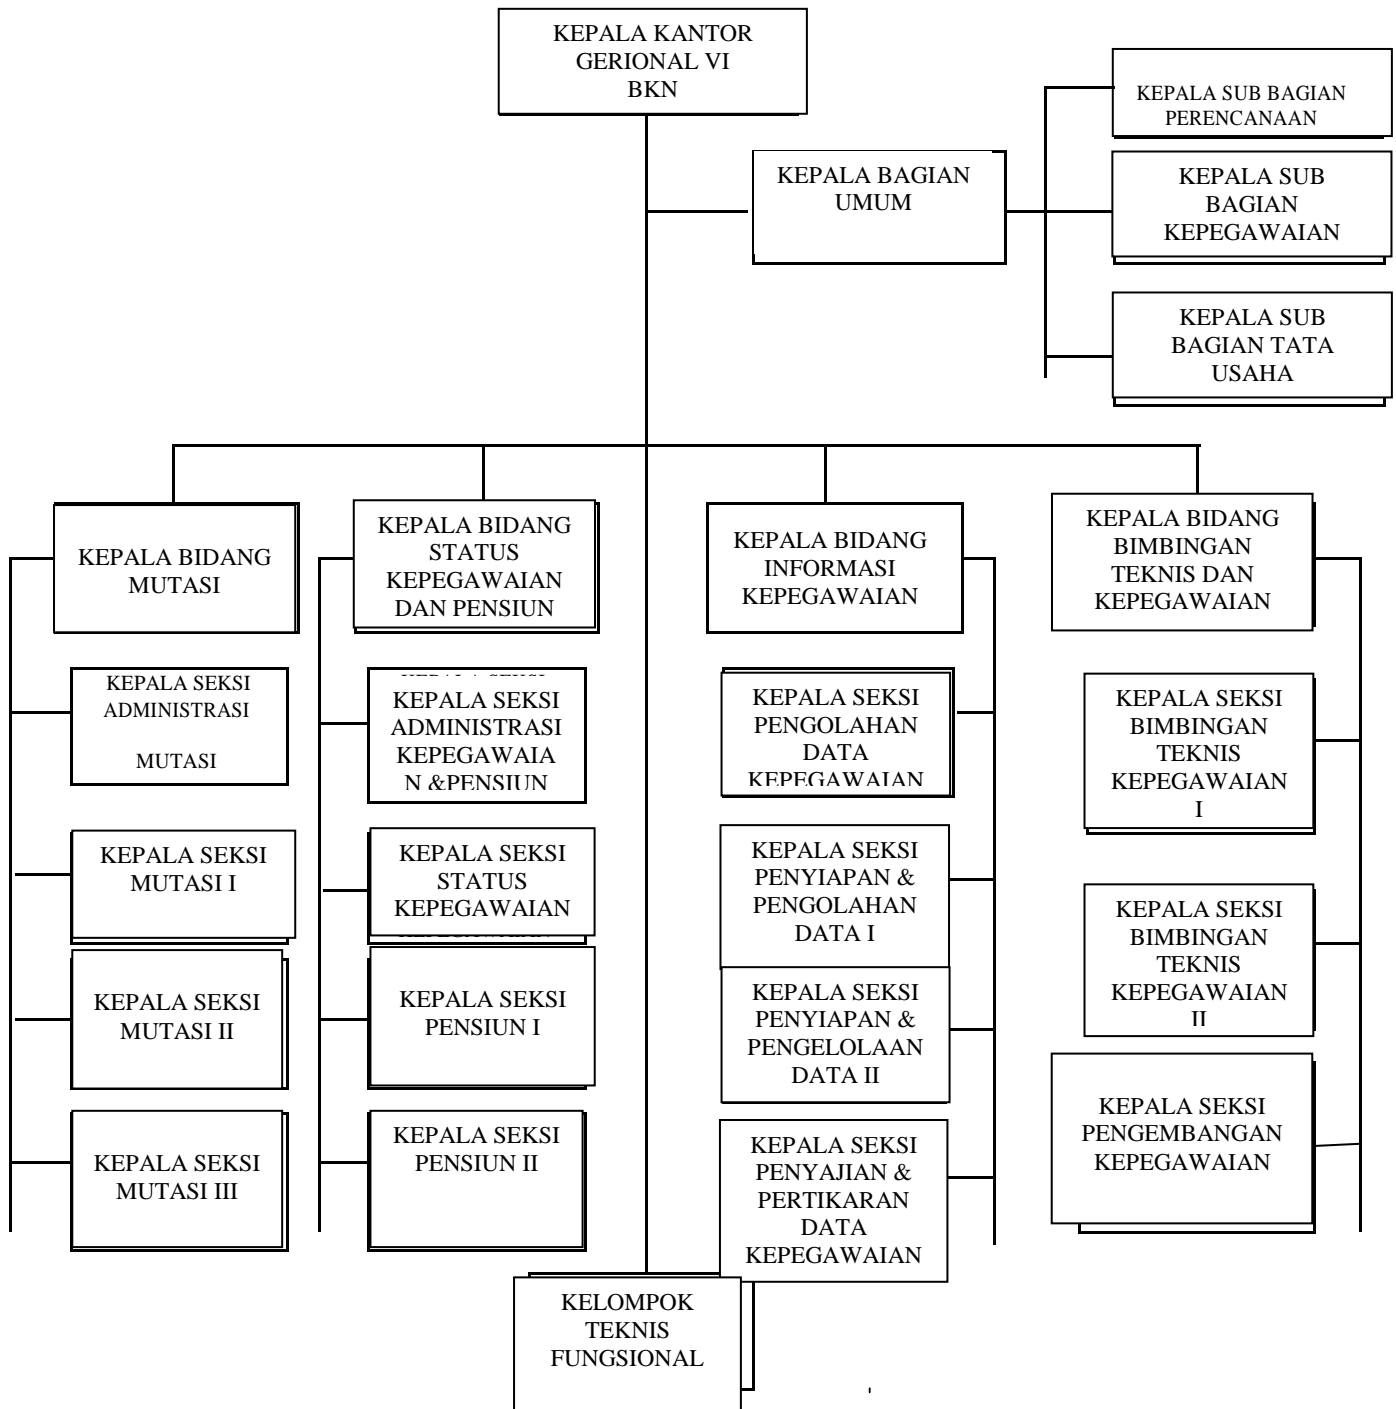 KEPALA KANTOR
GERIONAL VI
BKN
KEPALA SUB BAGIAN
PERENCANAAN
KEPALA BAGIAN
UMUM
KEPALA SUB
BAGIAN
KEPEGAWAIAN
KEPALA SUB
BAGIAN TATA
USAHA
KEPALA BIDANG
MUTASI
KEPALA BIDANG
STATUS
KEPEGAWAIAN
DAN PENSIUN
KEPALA BIDANG
INFORMASI
KEPEGAWAIAN
KEPALA BIDANG
BIMBINGAN
TEKNIS DAN
KEPEGAWAIAN
KEPALA SEKSI
ADMINISTRASI
MUTASI
KEPALA SEKSI
ADMINISTRASI
KEPEGAWAIA
N &PENSIUN
KEPALA SEKSI
PENGOLAHAN
DATA
KEPEGAWAIAN
KEPALA SEKSI
BIMBINGAN
TEKNIS
KEPEGAWAIAN
I
KEPALA SEKSI
MUTASI I
KEPALA SEKSI
STATUS
KEPEGAWAIAN
KEPALA SEKSI
PENYIAPAN &
PENGOLAHAN
DATA I
KEPALA SEKSI
BIMBINGAN
TEKNIS
KEPEGAWAIAN
II
KEPALA SEKSI
MUTASI II
KEPALA SEKSI
PENSIUN I
KEPALA SEKSI
PENYIAPAN &
PENGELOLAAN
DATA II
KEPALA SEKSI
PENGEMBANGAN
KEPEGAWAIAN
KEPALA SEKSI
MUTASI III
KEPALA SEKSI
PENSIUN II
KEPALA SEKSI
PENYAJIAN &
PERTIKARAN
DATA
KEPEGAWAIAN
KELOMPOK
TEKNIS
FUNGSIONAL